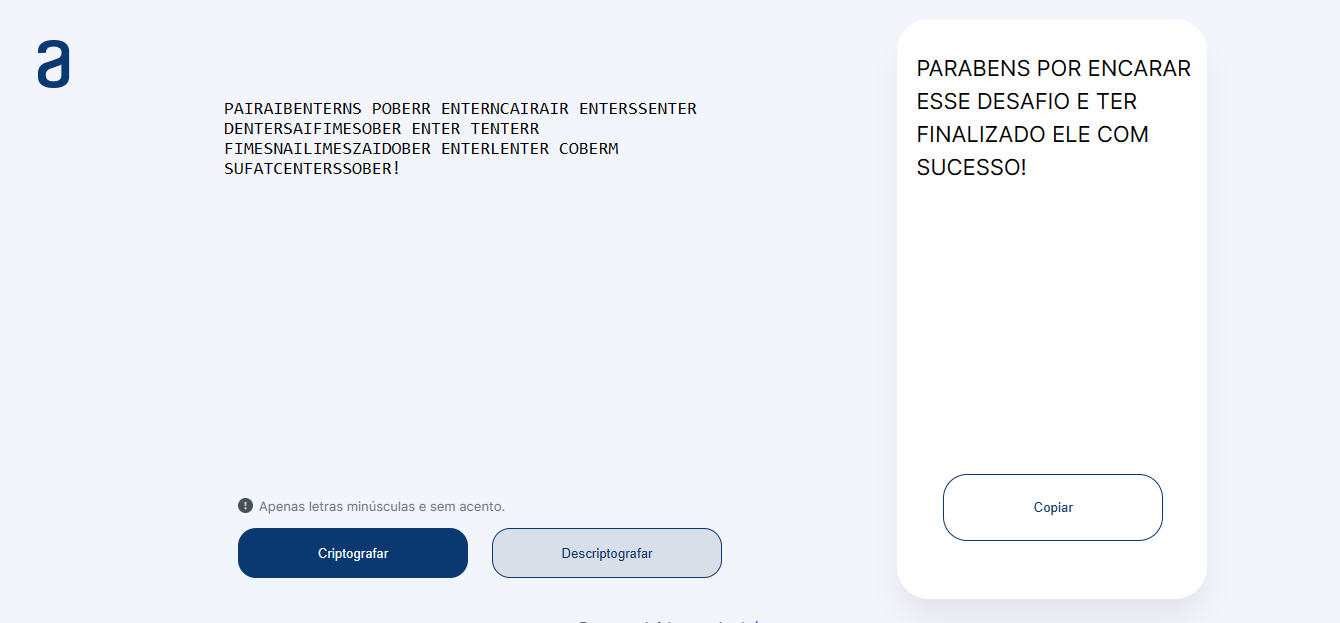 a
PAIRAIBENTERNS POBERR ENTERNCAIRAIR ENTERSSENTER
DENTERSAIFIMESOBER ENTER TENTERR
FIMESNAILIMESZAIDOBER ENTERLENTER COBERM
SUFATCENTERSSOBER!
Apenas letras minúsculas e sem acento.
Criptografar
Descriptografar
PARABENS POR ENCARAR
ESSE DESAFIO E TER
FINALIZADO ELE COM
SUCESSO!
Copiar